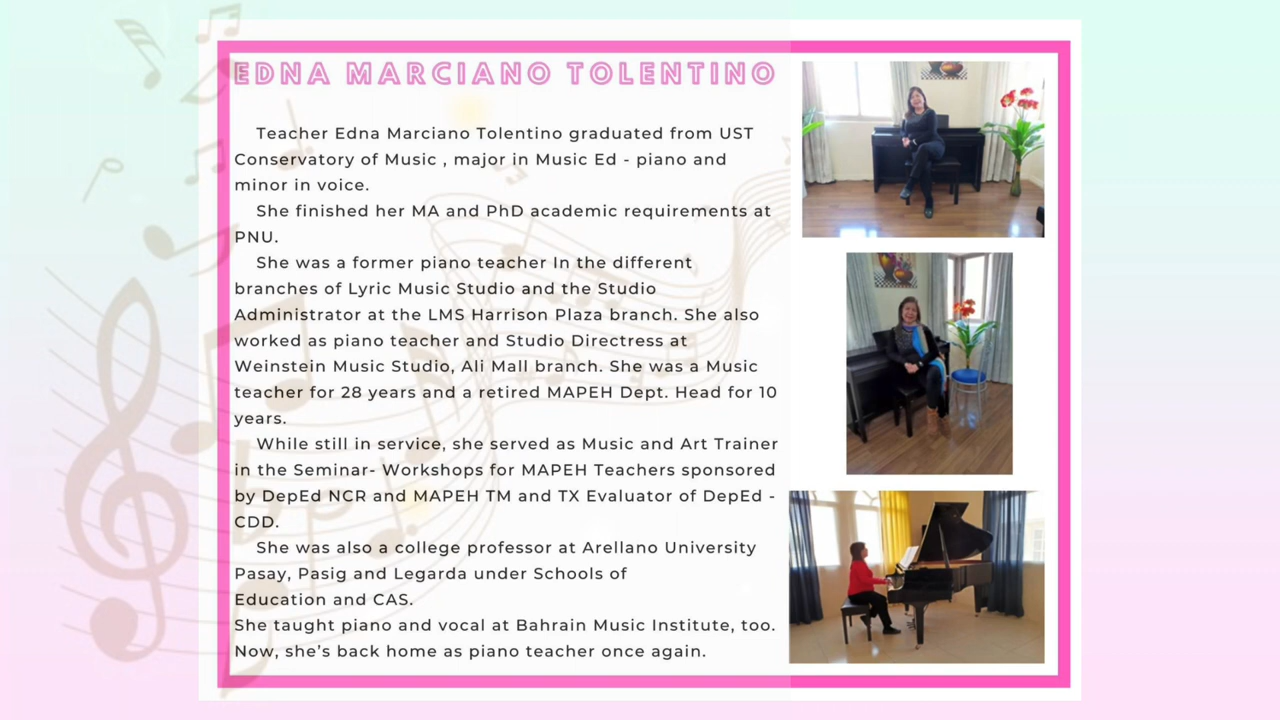 EDNA MARCIANO TOLENTINO
Teacher Edna Marciano Tolentino graduated from UST
Conservatory of Music , major in Music Ed - piano and
minor in voice.
She finished her MA and PhD academic requirements at
PNU.
She was a former piano teacher In the different
branches of Lyric Music Studio and the Studio
Administrator at the LMS Harrison Plaza branch. She also
worked as piano teacher and Studio Directress at
Weinstein Music Studio, Ali Mall branch. She was a Music
teacher for 28 years and a retired MAPEH Dept. Head for 10
years.
While still in service, she served as Music and Art Trainer
in the Seminar- Workshops for MAPEH Teachers sponsored
by DepEd NCR and MAPEH TM and TX Evaluator of DepEd -
CDD.
She was also a college professor at Arellano University
Pasay, Pasig and Legarda under Schools of
Education and CAS.
She taught piano and vocal at Bahrain Music Institute, too.
Now, she's back home as piano teacher once again.